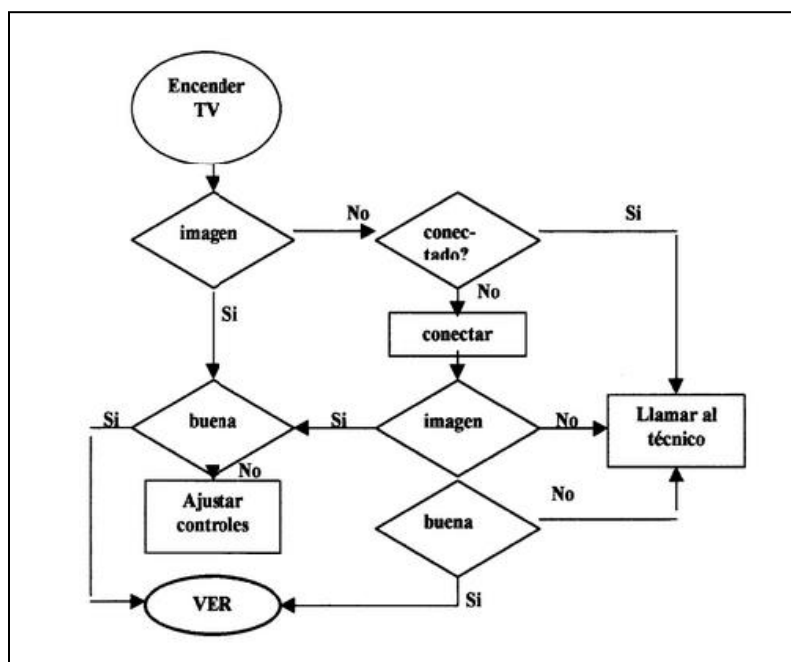 Encender
TV
imagen
No
conec-
tado?
Si
No
conectar
Si
Si
buena
Si
imagen
No
Llamar al
técnico
No
Ajustar
controles
buena
No
Si
VER